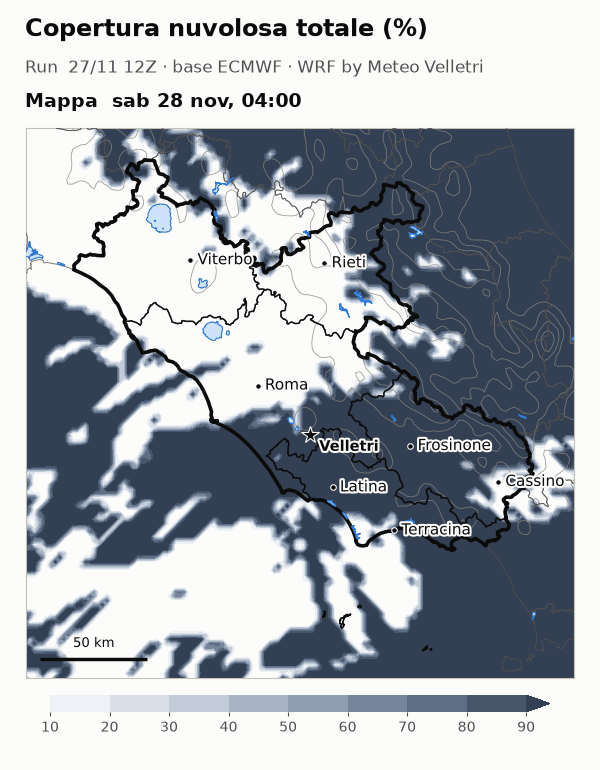 Copertura nuvolosa totale (%)
Run  27/11 12Z · base ECMWF · WRF by Meteo Velletri
Mappa  sab 28 nov, 04:00
Viterbo
Rieti
Roma
Velletri
Frosinone
Latina
Cassino
Terracina
50 km
10 20 30 40 50 60 70 80 90